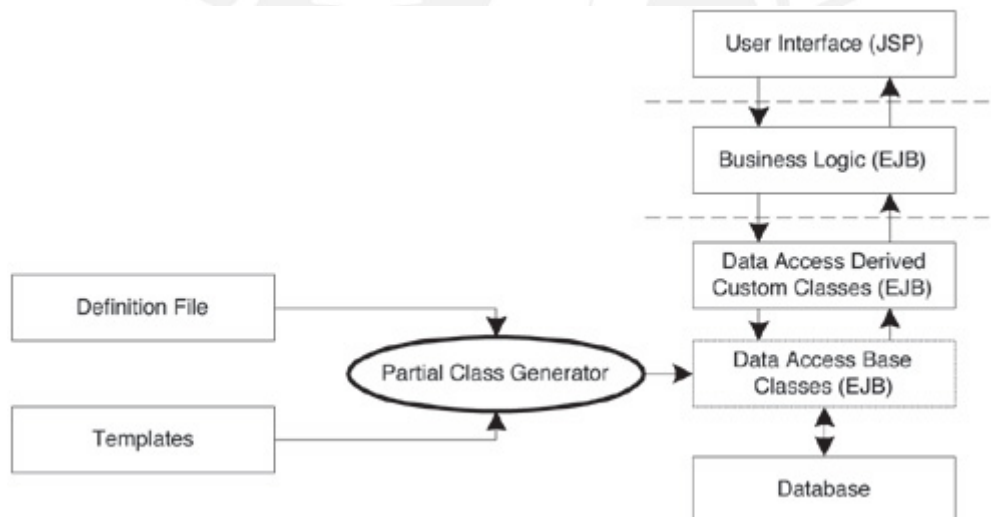 User Interface (JSP)
Business Logic (EJB)
Data Access Derived
Custom Classes (EJB)
Definition File
Partial Class Generator
Data Access Base
Classes (EJB)
Templates
Database